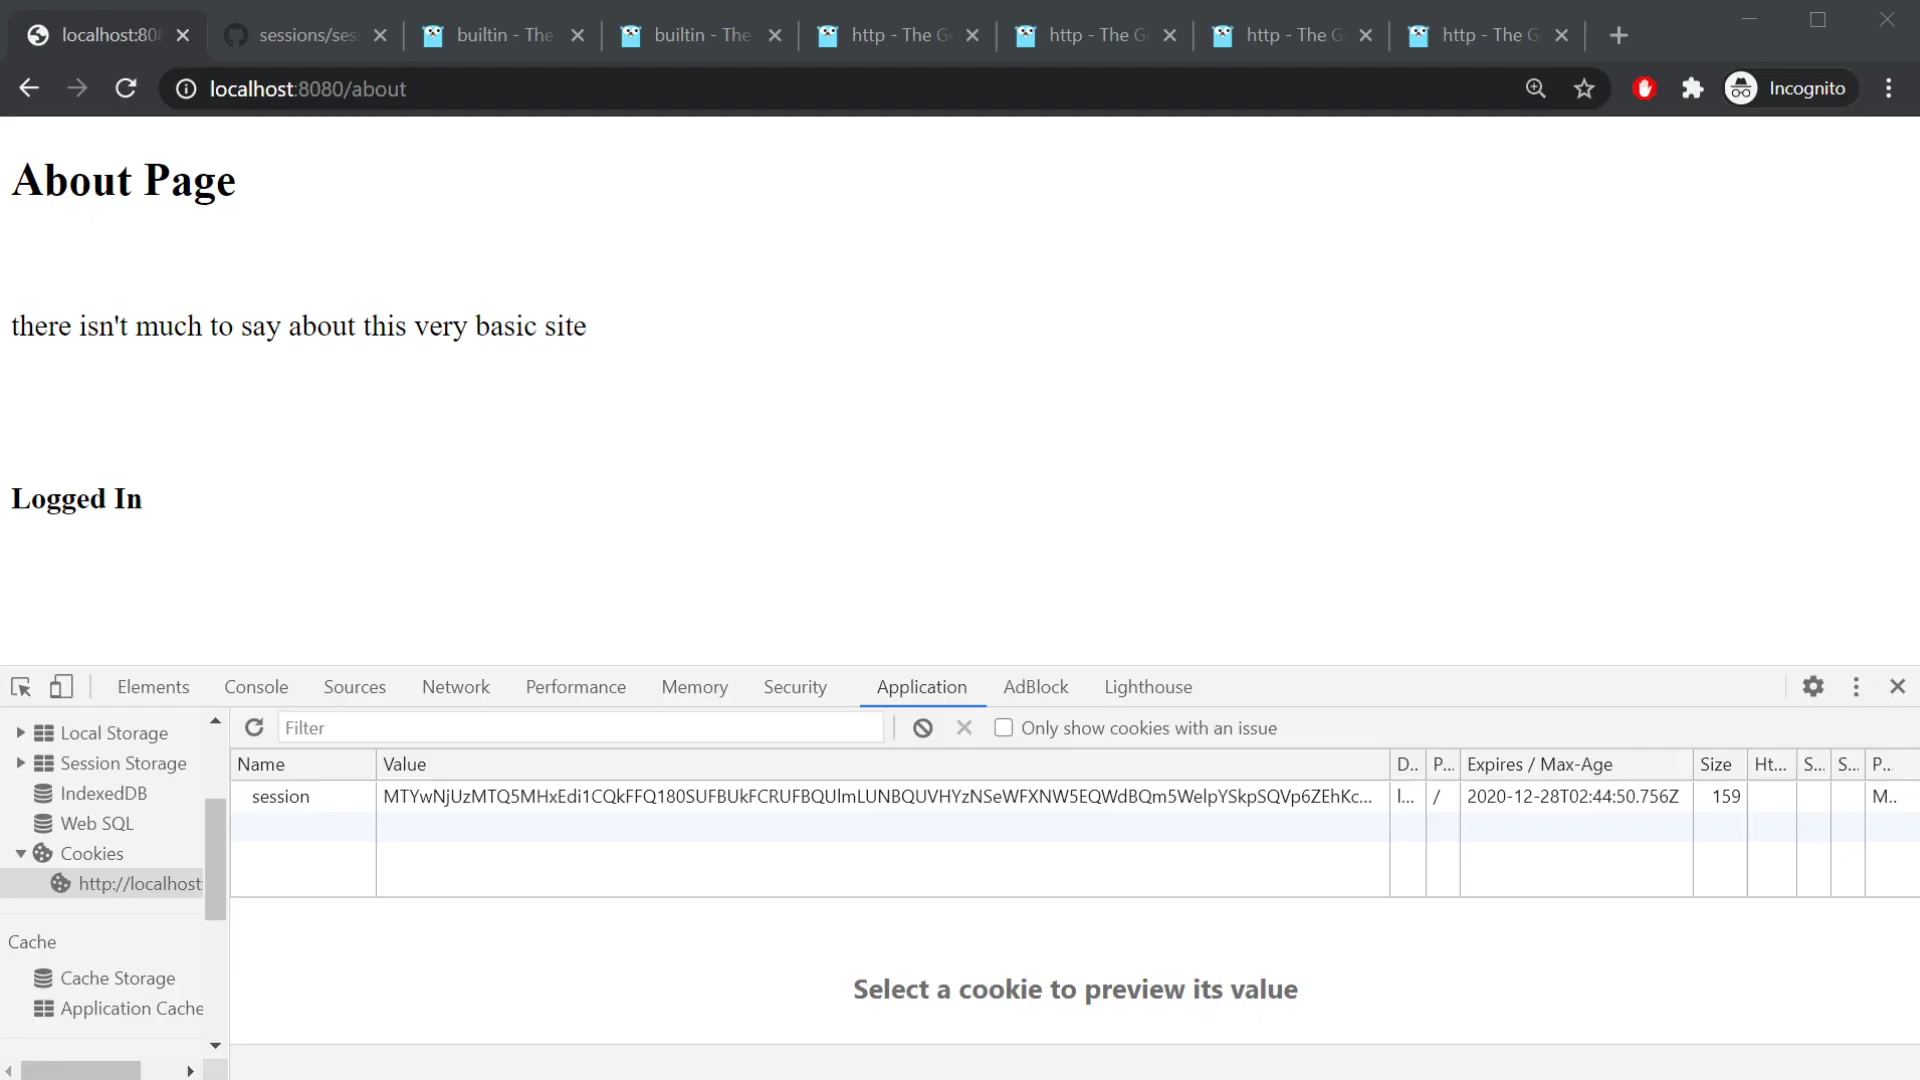 localhost:808
sessions/ses
builtin - The
builtin - The
http - The G
http - The G
http - The G
http - The G
localhost:8080/about
Incognito
About Page
there isn't much to say about this very basic site
Logged In
Elements
Console
Sources
Network
Performance
Memory
Security
Application
AdBlock
Lighthouse
Local Storage
Session Storage
IndexedDB
Web SQL
Cookies
http://localhost
Cache
Cache Storage
Application Cache
Filter
Only show cookies with an issue
Name Value D.. P... Expires / Max-Age Size Ht... S... S... P..
session MTYwNjUzMTQ5MHxEdi1CQkFFQ180SUFBUkFCRUFBQUlmLUNBQUVHYzNSeWFXNW5EQWdBQm5WelpYSkpSQVp6ZEhKc... l... / 2020-12-28T02:44:50.756Z 159 M..
Select a cookie to preview its value